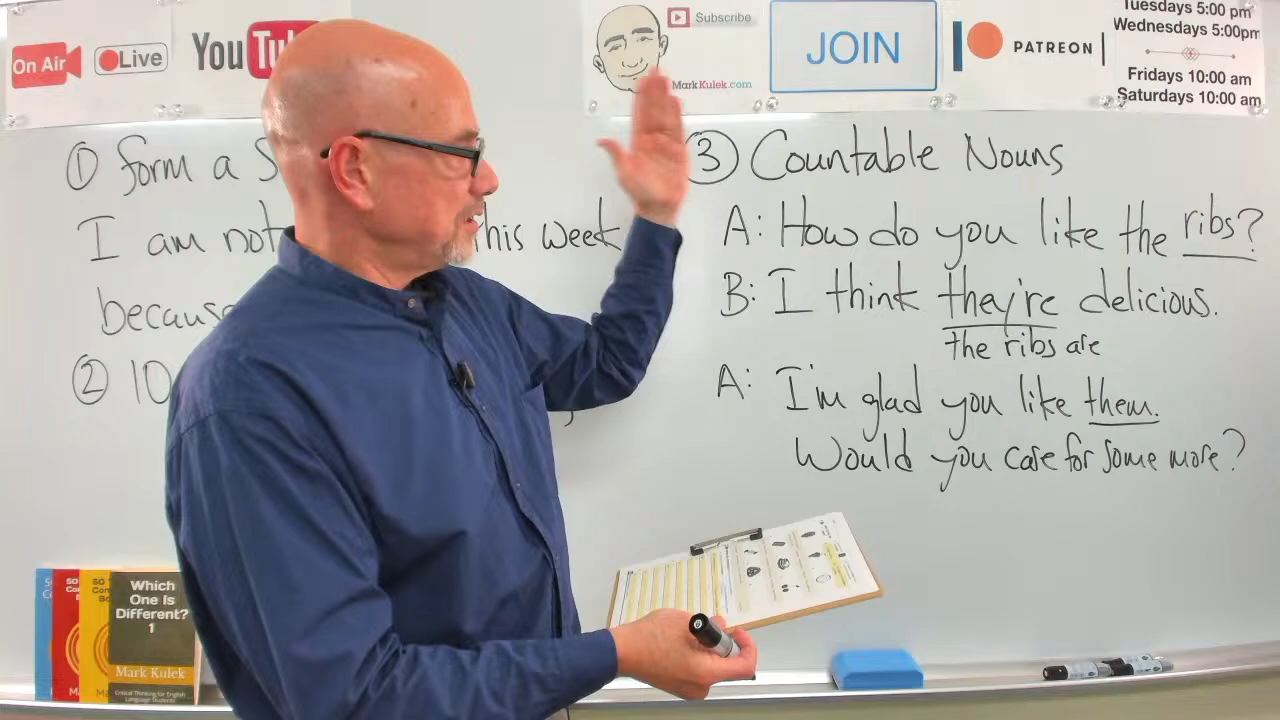 On Air
Live
YouTu
Subscribe
MarkKulek.com
JOIN
PATREON
Tuesdays 5:00 pm
Wednesdays 5:00pm
Fridays 10:00 am
Saturdays 10:00 am
① form a S
I am not this week
because
② 10
③ Countable Nouns
A: How do you like the ribs?
B: I think they're delicious.
the ribs are
A: I'm glad you like them.
Would you care for some more?
Which
One Is
Different?
1
Mark Kulek
Critical Thinking for English
Language Students